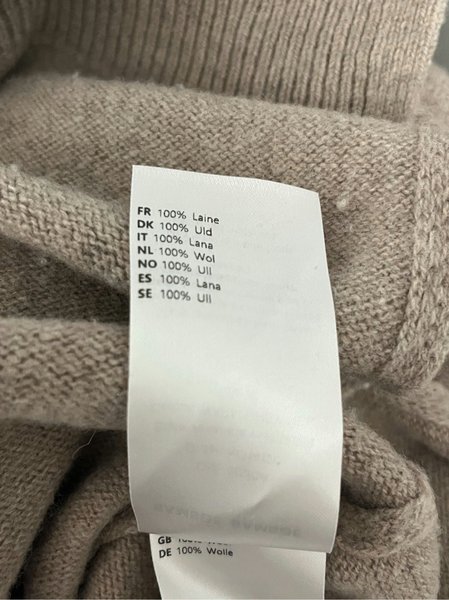 FR 100% Laine
DK 100% Uld
IT 100% Lana
NL 100% Wol
NO 100% Ull
ES 100% Lana
SE 100% Ull
GB
DE 100% Wolle